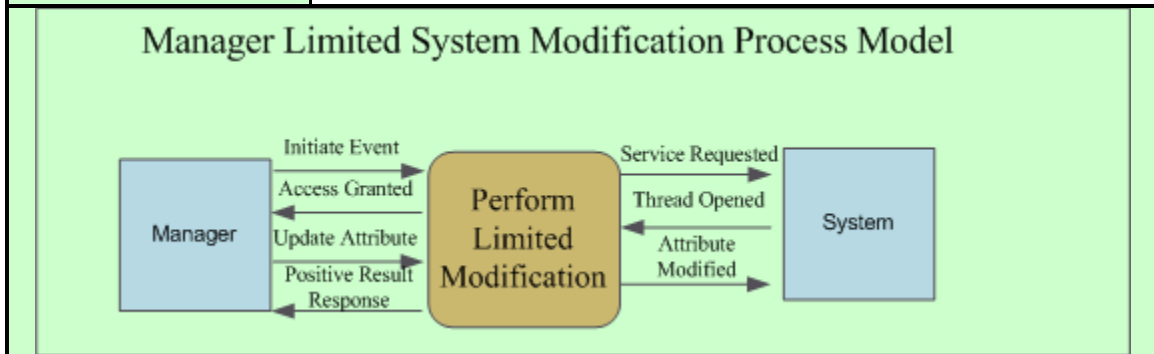 Manager Limited System Modification Process Model
Initiate Event
Access Granted
Update Attribute
Positive Result
Response
Manager
Perform
Limited
Modification
Service Requested
Thread Opened
Attribute
Modified
System